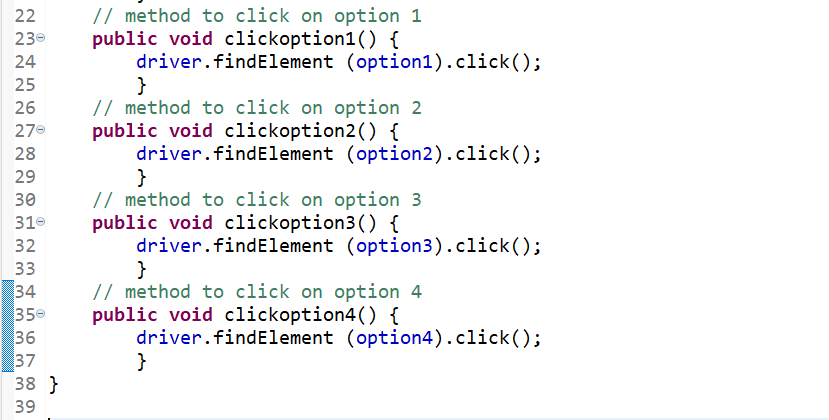 22 // method to click on option 1
23 public void clickoption1() {
24 driver.findElement (option1).click();
25 }
26 // method to click on option 2
27 public void clickoption2() {
28 driver.findElement (option2).click();
29 }
30 // method to click on option 3
31 public void clickoption3() {
32 driver.findElement (option3).click();
33 }
34 // method to click on option 4
35 public void clickoption4() {
36 driver.findElement (option4).click();
37 }
38 }
39